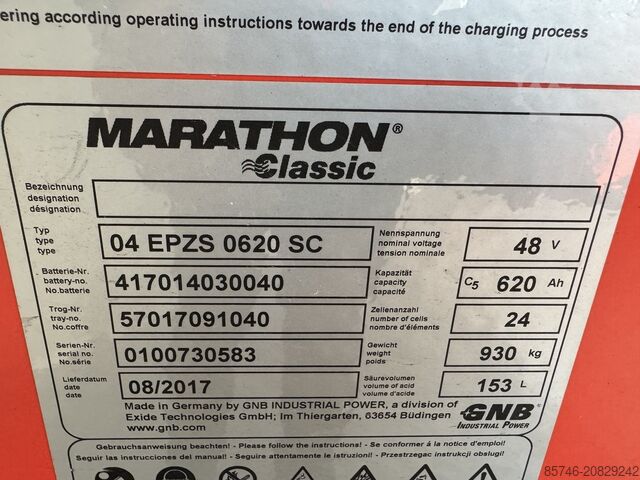 ering according operating instructions towards the end of the charging process
MARATHON®
Classic
Bezeichnung
designation
désignation
Typ
type
type
04 EPZS 0620 SC
Nennspannung
nominal voltage
tension nominale
48 V
Batterie-Nr.
battery-no.
No.batterie
417014030040
Kapazität
capacity
capacité
C5 620 Ah
Trog-Nr.
tray-no.
No.coffre
57017091040
Zellenanzahl
number of cells
nombre d'éléments
24
Serien-Nr.
serial no.
No.série
0100730583
Gewicht
weight
poids
930 kg
Lieferdatum
date
date
08/2017
Säurevolumen
volume of acid
volume d'acide
153 L
Made in Germany by GNB INDUSTRIAL POWER, a division of
Exide Technologies GmbH; Im Thiergarten, 63654 Büdingen
www.gnb.com
GNB
INDUSTRIAL POWER
Gebrauchsanweisung beachten! - Please follow the instructions! - Se conformer à la notice d'emploi!
Seguir las instrucciones del manual! - Seguire attentamente le istruzioni! - Przestrzegac instrukcji obslugi!
85746-20829242